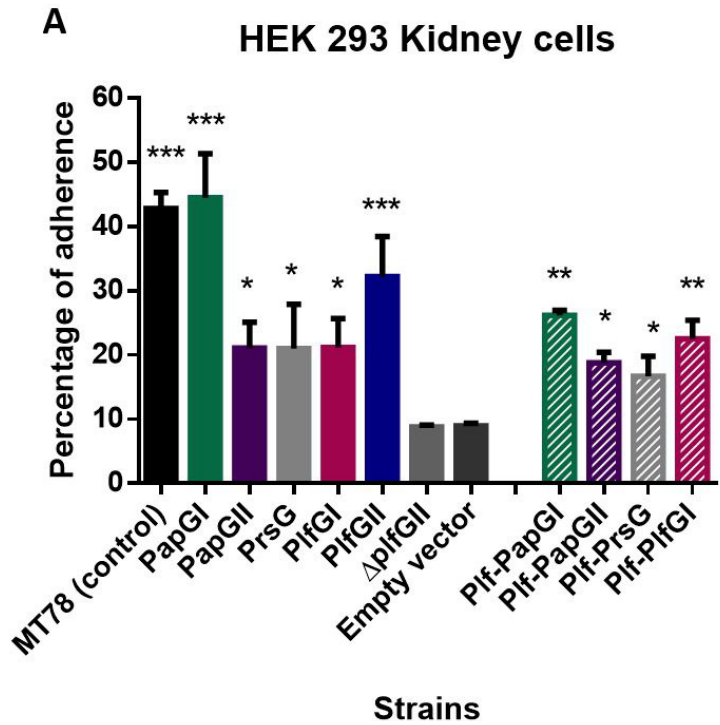 A
HEK 293 Kidney cells
Percentage of adherence
60
50
40
30
20
10
0
***
***
*
*
*
***
**
*
*
**
MT78 (control)
PapGI
PapGII
PrsG
PlfGI
PlfGII
ΔplfGII
Empty vector
Plf-PapGI
Plf-PapGII
Plf-PrsG
Plf-PlfGI
Strains